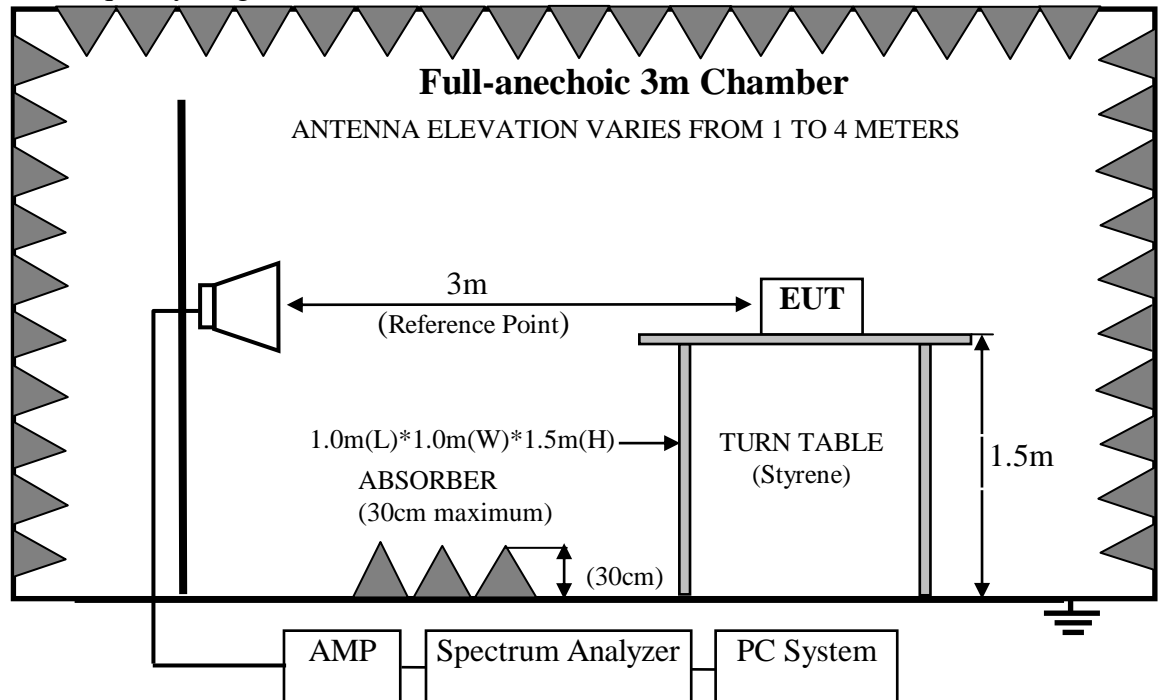 Full-anechoic 3m Chamber
ANTENNA ELEVATION VARIES FROM 1 TO 4 METERS
3m
(Reference Point)
EUT
1.0m(L)*1.0m(W)*1.5m(H)
TURN TABLE
(Styrene)
1.5m
ABSORBER
(30cm maximum)
(30cm)
AMP
Spectrum Analyzer
PC System